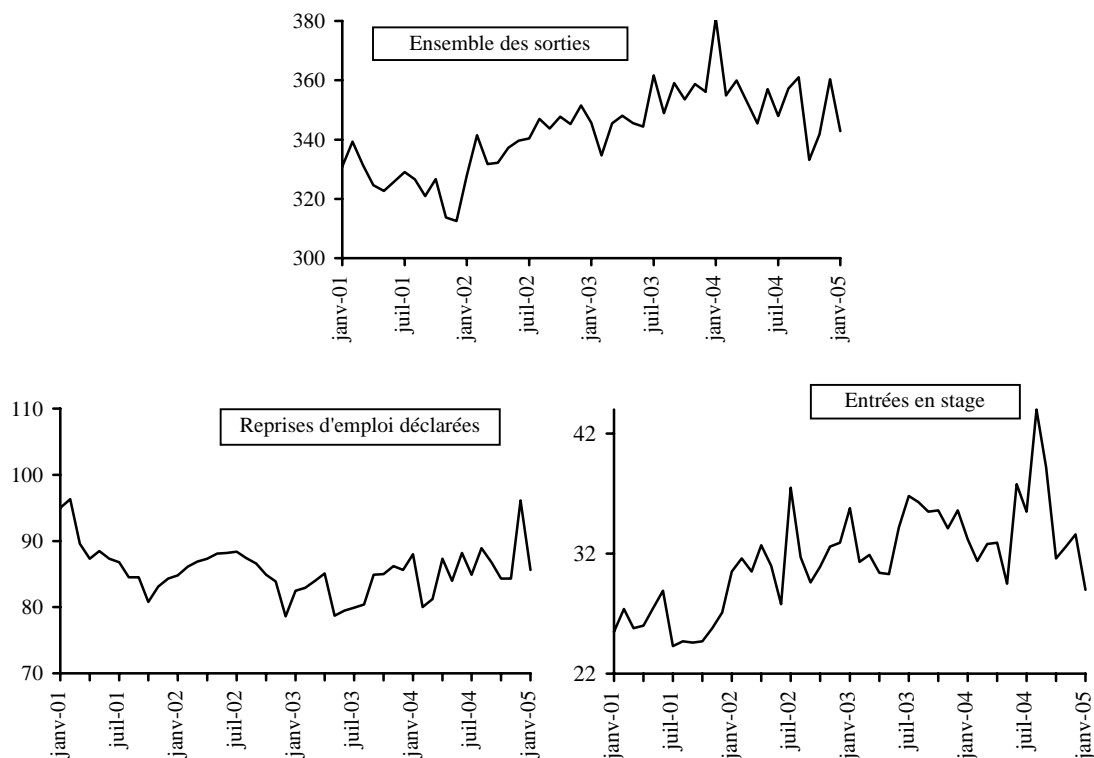 Ensemble des sorties
380
360
340
320
300
janv-01
juil-01
janv-02
juil-02
janv-03
juil-03
janv-04
juil-04
janv-05
Reprises d'emploi déclarées
110
100
90
80
70
janv-01
juil-01
janv-02
juil-02
janv-03
juil-03
janv-04
juil-04
janv-05
Entrées en stage
42
32
22
janv-01
juil-01
janv-02
juil-02
janv-03
juil-03
janv-04
juil-04
janv-05